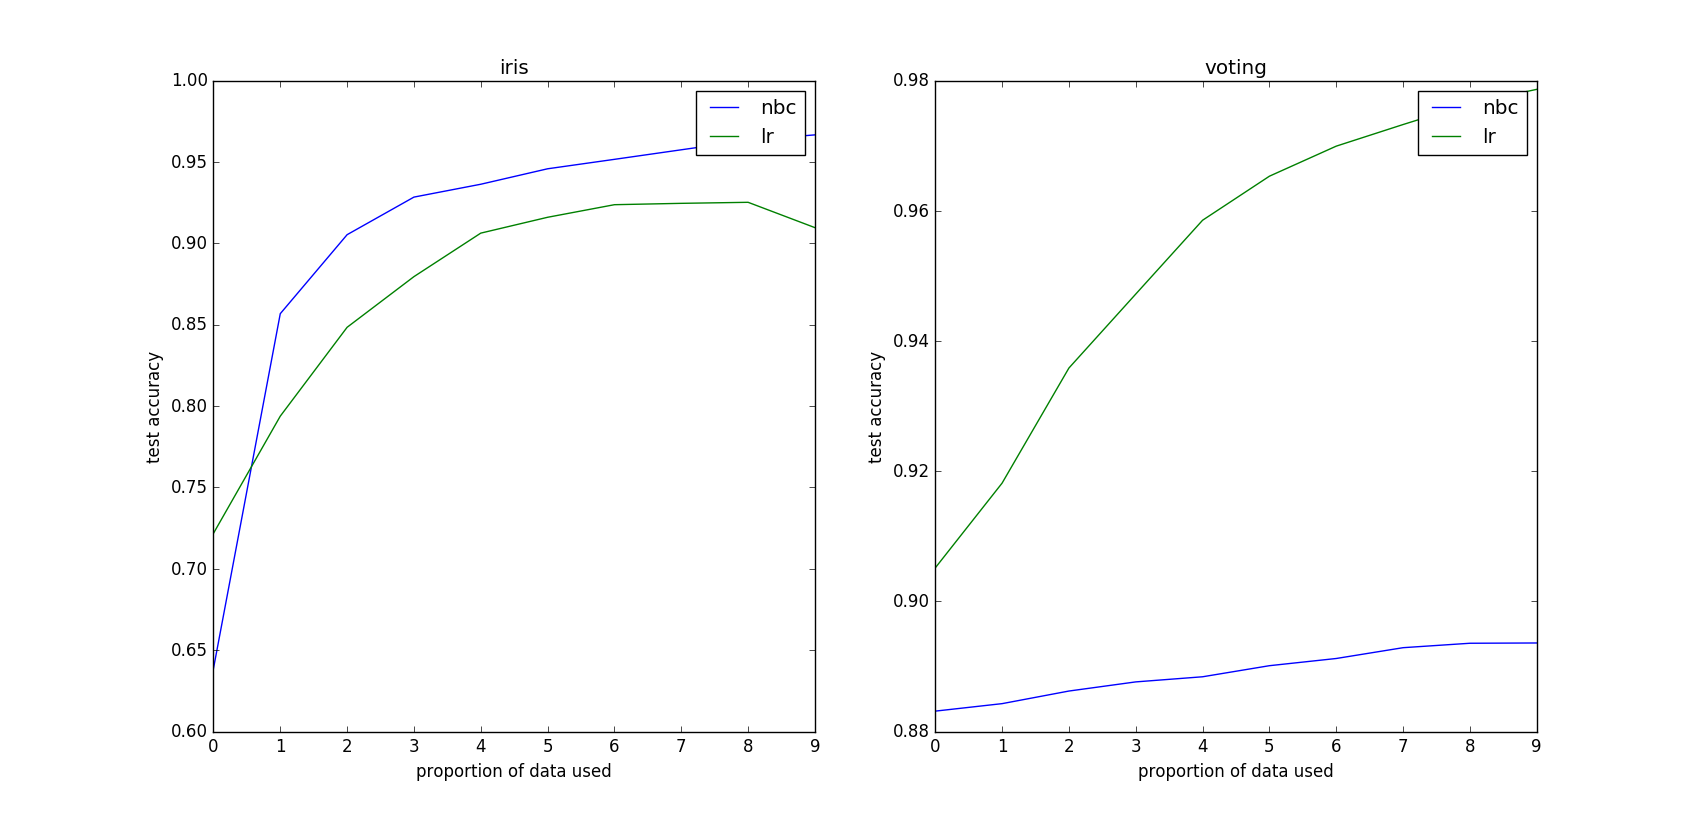 iris
nbc
lr
1.00
0.95
0.90
0.85
0.80
0.75
0.70
0.65
0.60
test accuracy
0 1 2 3 4 5 6 7 8 9
proportion of data used
voting
nbc
lr
0.98
0.96
0.94
0.92
0.90
0.88
test accuracy
0 1 2 3 4 5 6 7 8 9
proportion of data used